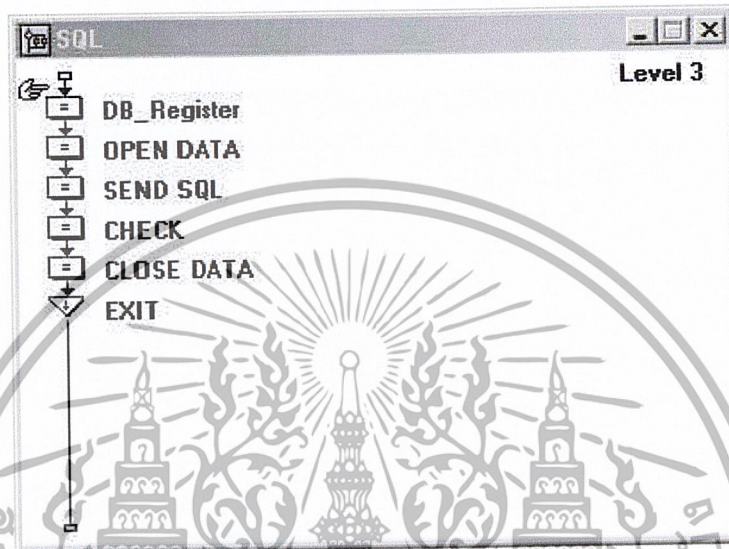 SQL
Level 3
DB_Register
OPEN DATA
SEND SQL
CHECK
CLOSE DATA
EXIT